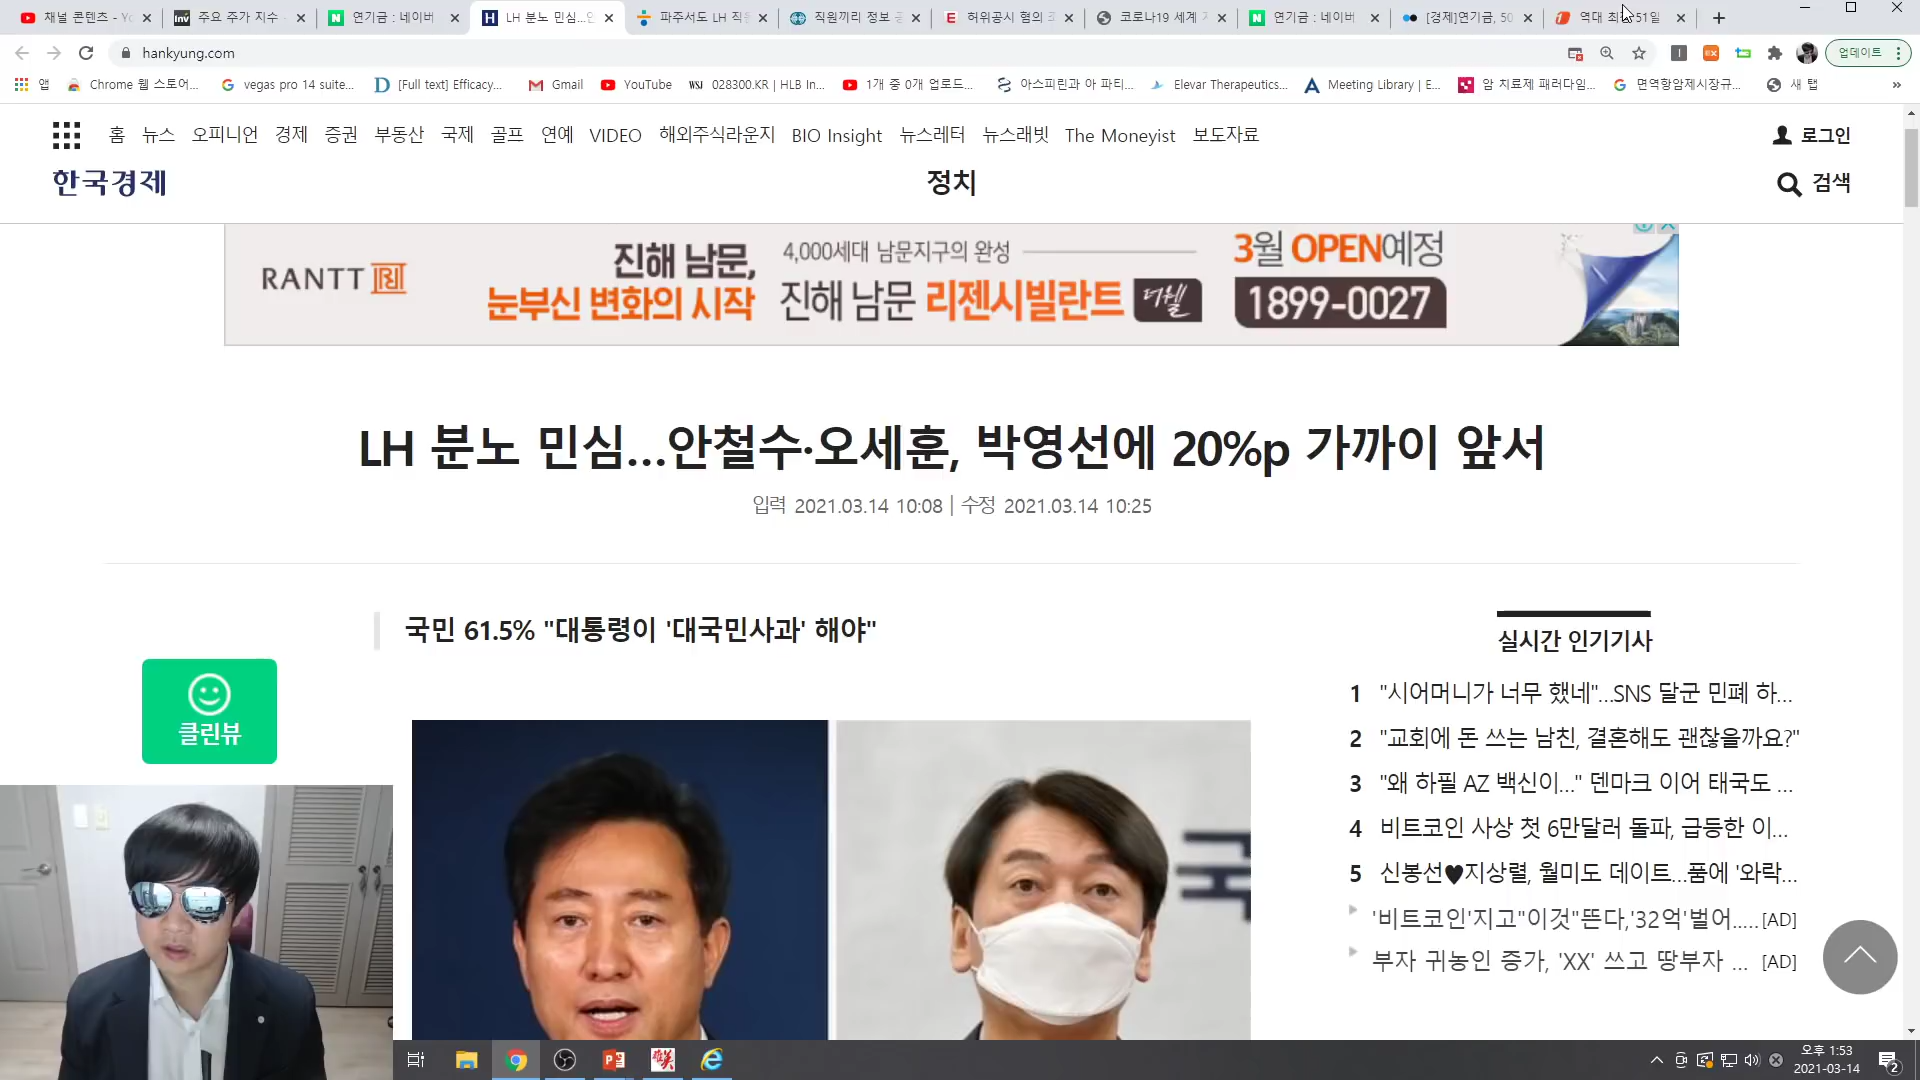 채널 콘텐츠 - Yo
주요 주가 지수 -
연기금 : 네이버
LH 분노 민심...안
파주서도 LH 직원
직원끼리 정보 공
허위공시 혐의
코로나19 세계
연기금 : 네이버
[경제]연기금, 50
역대 최장 51일
hankyung.com
업데이트
앱
Chrome 웹 스토어...
vegas pro 14 suite...
[Full text] Efficacy...
Gmail
YouTube
028300.KR | HLB In...
1개 중 0개 업로드...
아스피린과 아 파티...
Elevar Therapeutics...
Meeting Library | E...
암 치료제 패러다임...
면역항암제시장규...
새 탭
»
홈 뉴스 오피니언 경제 증권 부동산 국제 골프 연예 VIDEO 해외주식라운지 BIO Insight 뉴스레터 뉴스래빗 The Moneyist 보도자료
로그인
한국경제
정치
검색
RANTT
진해 남문,
눈부신 변화의 시작
4,000세대 남문지구의 완성
진해 남문 리젠시빌란트 더웰
3월 OPEN예정
1899-0027
LH 분노 민심...안철수·오세훈, 박영선에 20%p 가까이 앞서
입력 2021.03.14 10:08 | 수정 2021.03.14 10:25
국민 61.5% "대통령이 '대국민사과' 해야"
클린뷰
실시간 인기기사
1 "시어머니가 너무 했네"...SNS 달군 민폐 하...
2 "교회에 돈 쓰는 남친, 결혼해도 괜찮을까요?"
3 "왜 하필 AZ 백신이..." 덴마크 이어 태국도 ...
4 비트코인 사상 첫 6만달러 돌파, 급등한 이...
5 신봉선♥지상렬, 월미도 데이트...품에 '와락...
'비트코인'지고"이것"뜬다,'32억'벌어..... [AD]
부자 귀농인 증가, 'XX' 쓰고 땅부자 ... [AD]
오후 1:53
2021-03-14
2